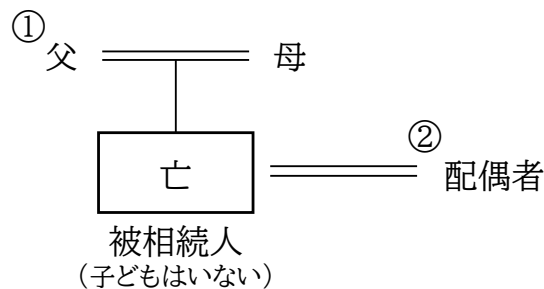 ①
父 母
亡
②
配偶者
被相続人
（子どもはいない）